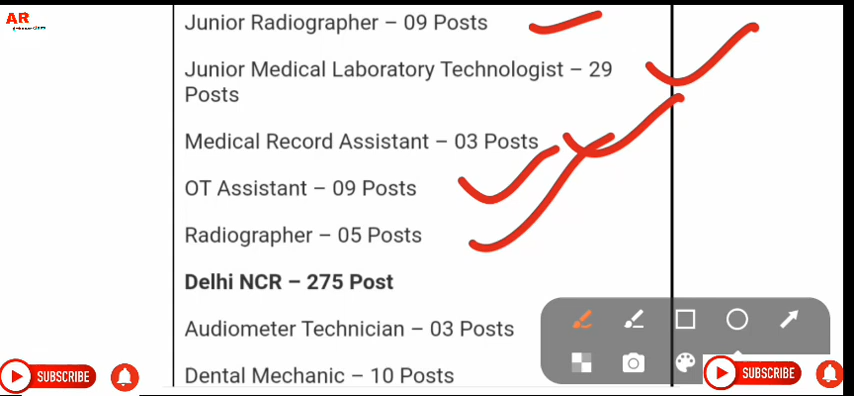 AR
Junior Radiographer – 09 Posts
Junior Medical Laboratory Technologist – 29
Posts
Medical Record Assistant – 03 Posts
OT Assistant – 09 Posts
Radiographer – 05 Posts
Delhi NCR – 275 Post
Audiometer Technician – 03 Posts
Dental Mechanic – 10 Posts
SUBSCRIBE
SUBSCRIBE